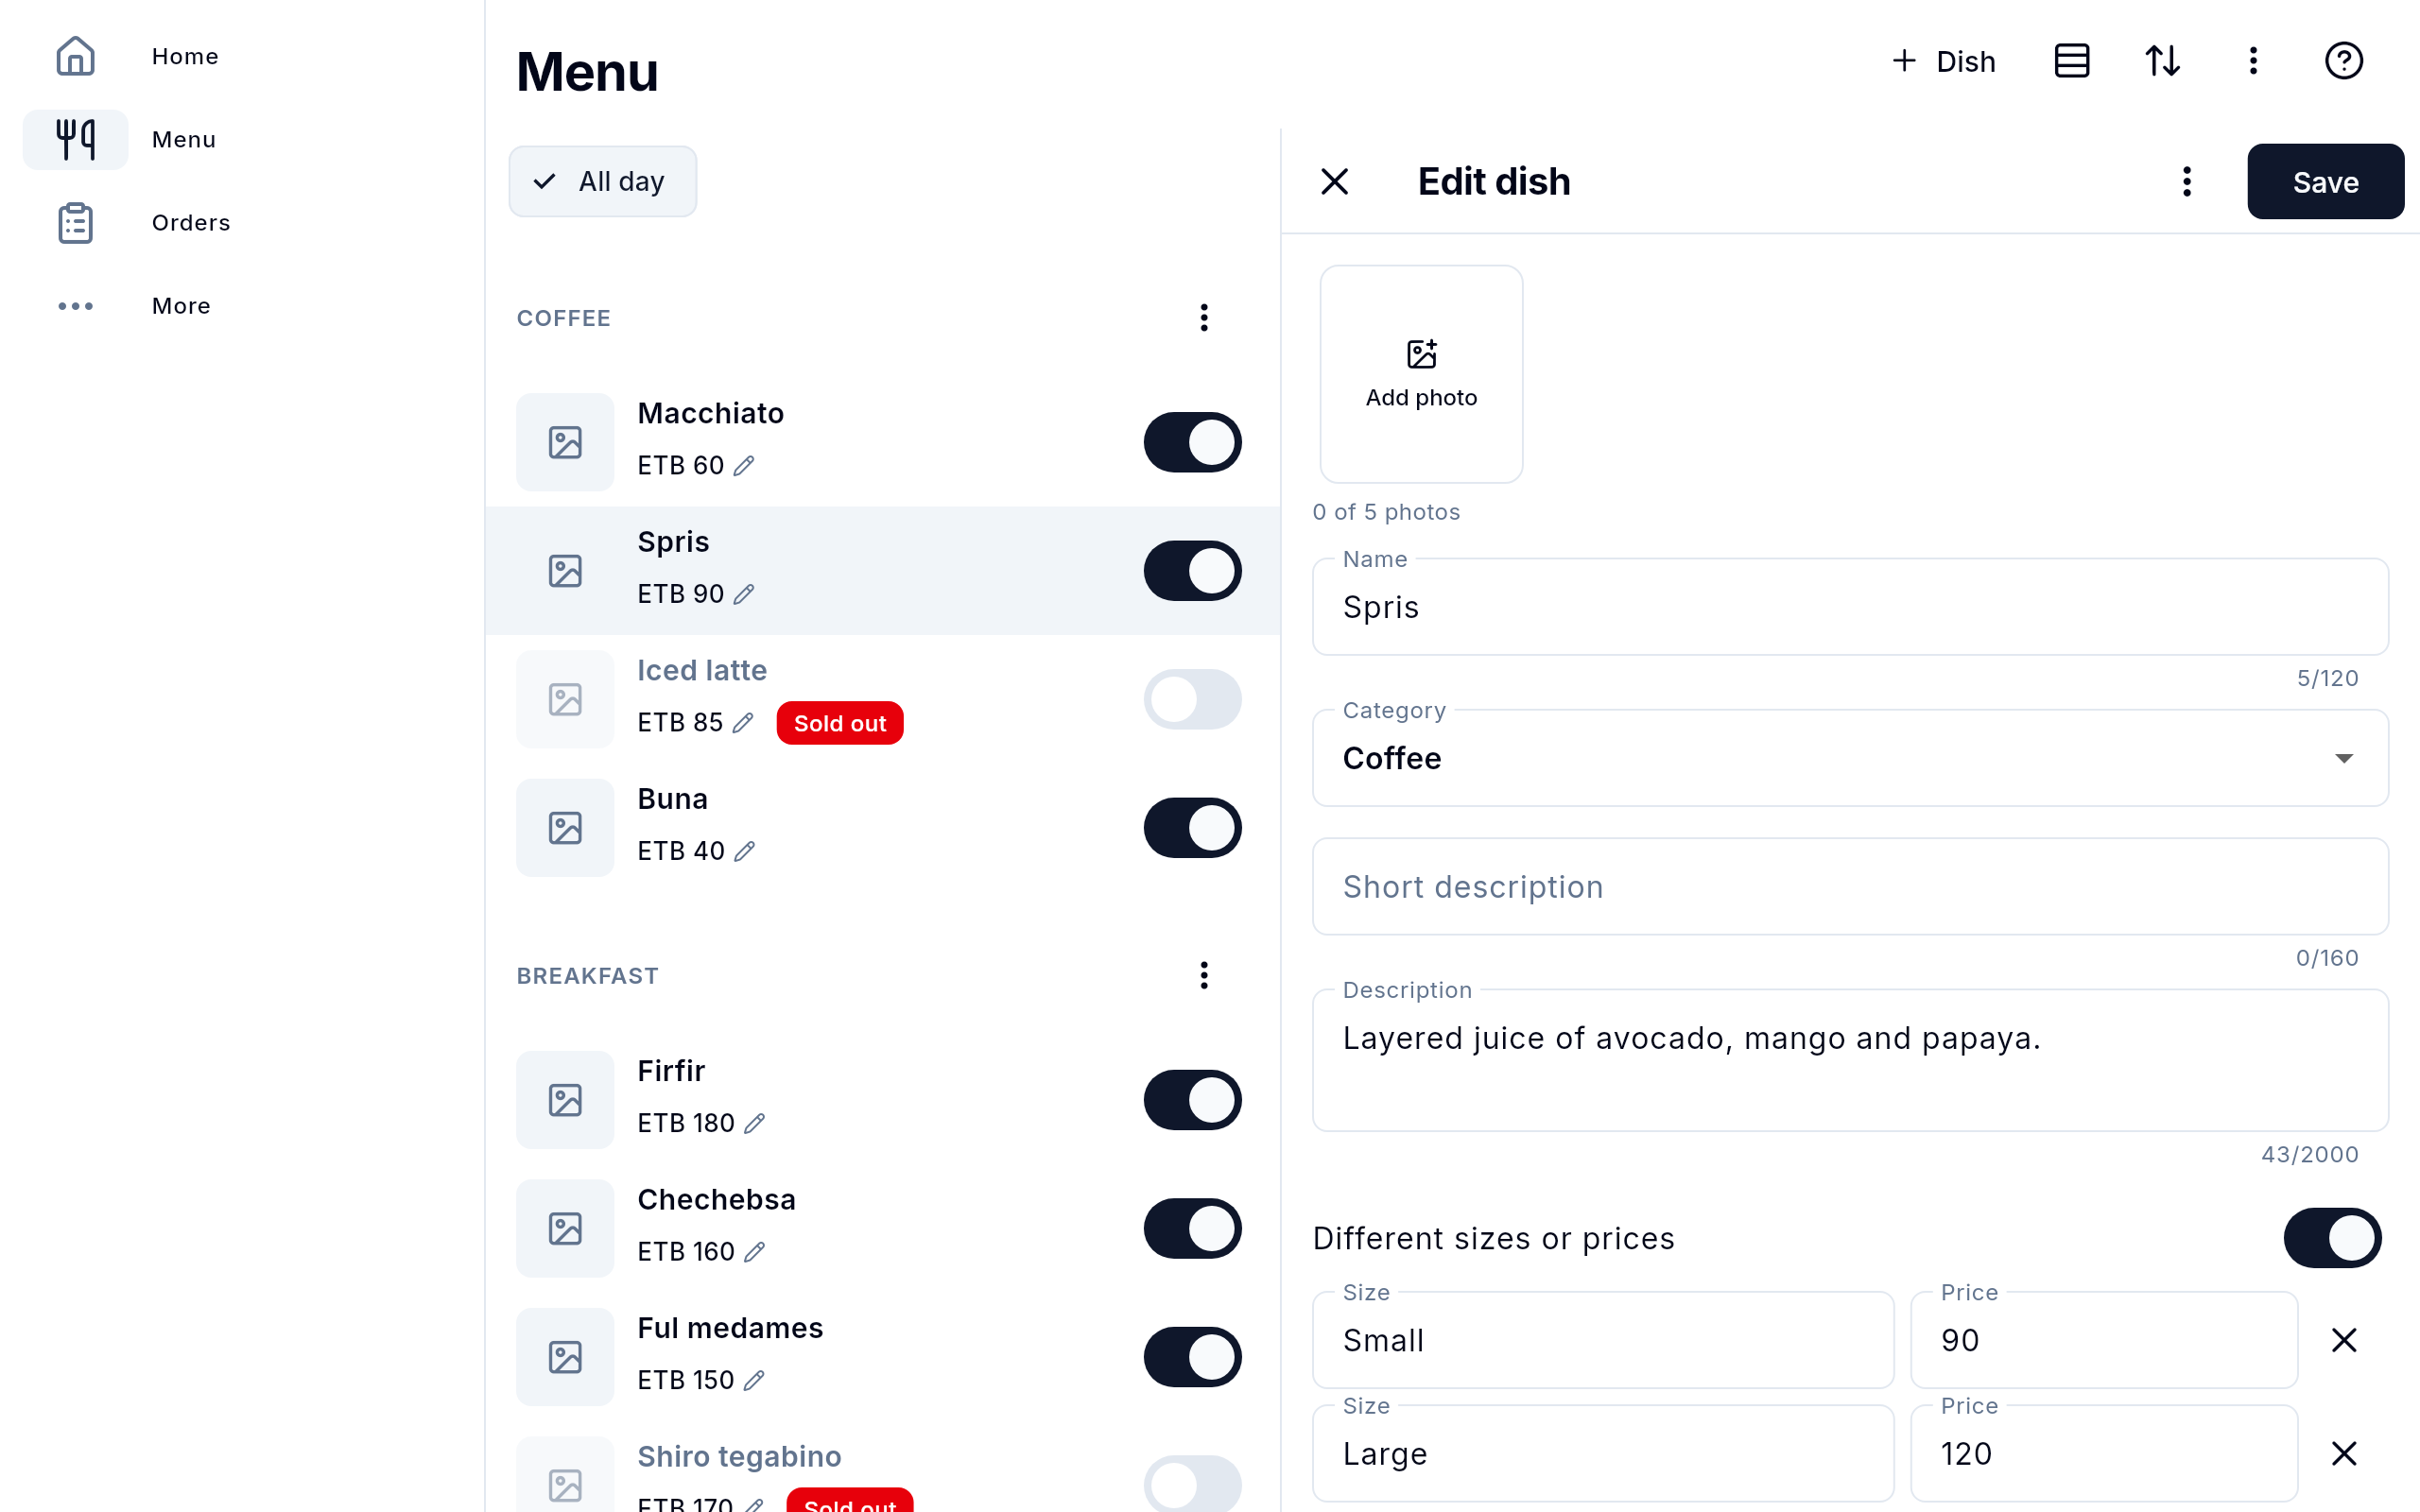 Home
Menu
Orders
More
Menu
Dish
All day
COFFEE
Macchiato
ETB 60
Spris
ETB 90
Iced latte
ETB 85 Sold out
Buna
ETB 40
BREAKFAST
Firfir
ETB 180
Chechebsa
ETB 160
Ful medames
ETB 150
Shiro tegabino
ETB 170 Sold out
Edit dish Save
Add photo
0 of 5 photos
Name
Spris
5/120
Category
Coffee
Short description
0/160
Description
Layered juice of avocado, mango and papaya.
43/2000
Different sizes or prices
Size Price
Small 90
Size Price
Large 120